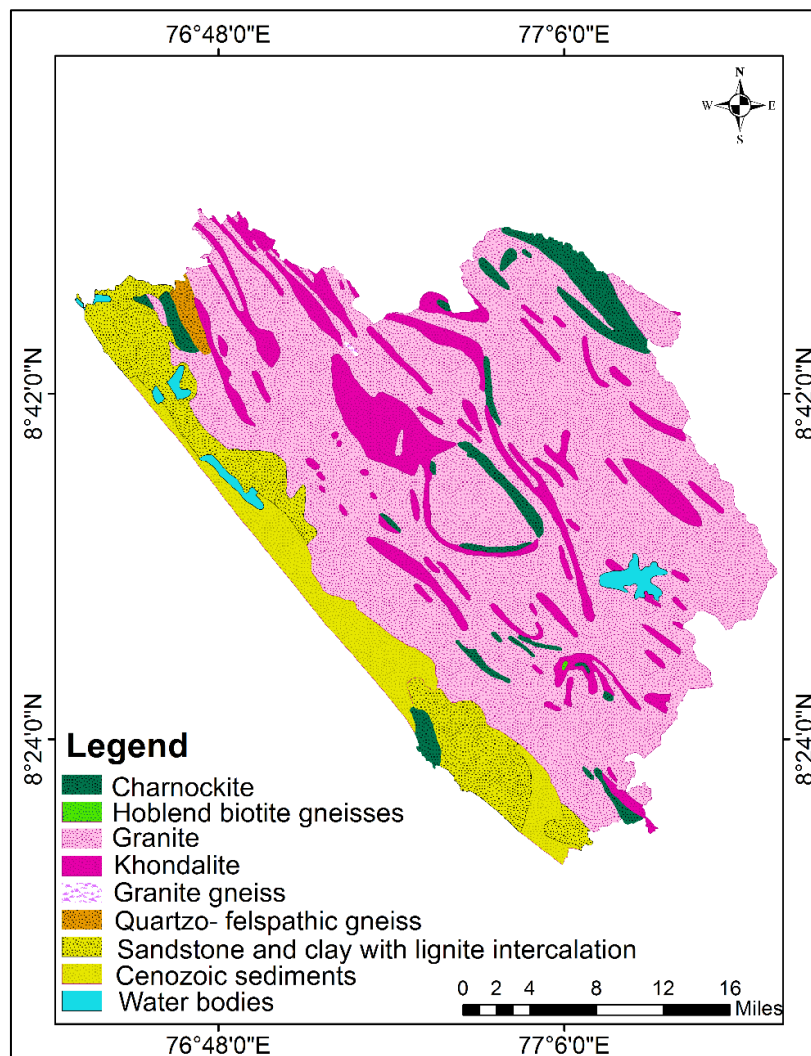 76°48'0"E 77°6'0"E
N
W E
S
8°42'0"N 8°42'0"N
8°24'0"N 8°24'0"N
Legend
Charnockite
Hoblend biotite gneisses
Granite
Khondalite
Granite gneiss
Quartzo- felspathic gneiss
Sandstone and clay with lignite intercalation
Cenozoic sediments
Water bodies
0 2 4 8 12 16
Miles
76°48'0"E 77°6'0"E